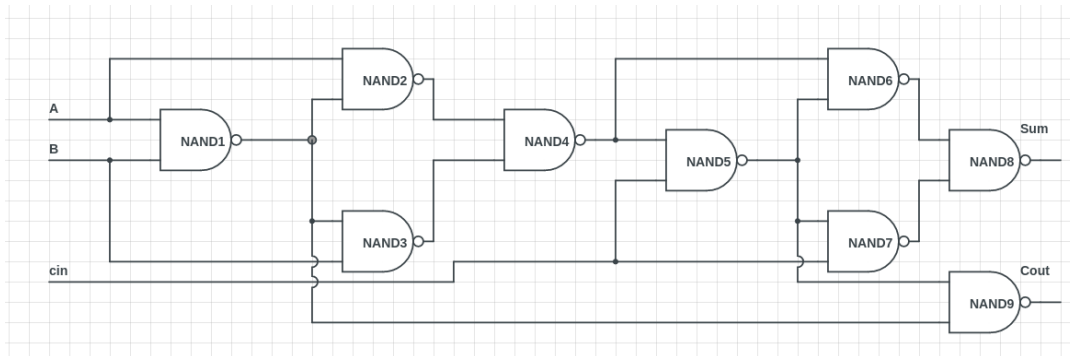 A
B
cin
NAND1
NAND2
NAND3
NAND4
NAND5
NAND6
NAND7
NAND8
NAND9
Sum
Cout